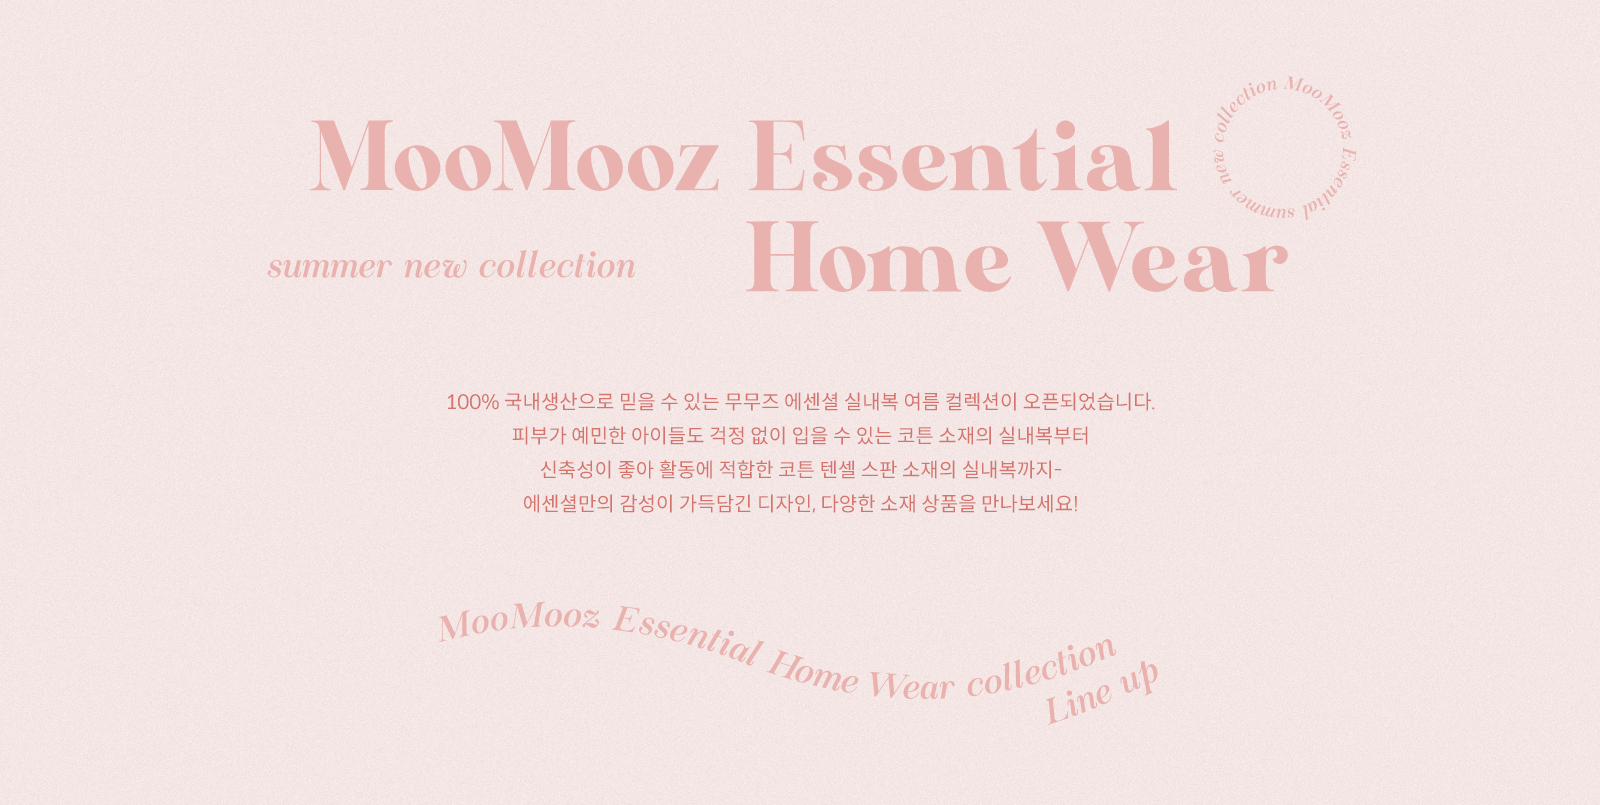 MooMooz Essential
Home Wear
summer new collection
MooMooz Essential summer new collection
100% 국내생산으로 믿을 수 있는 무무즈 에센셜 실내복 여름 컬렉션이 오픈되었습니다.
피부가 예민한 아이들도 걱정 없이 입을 수 있는 코튼 소재의 실내복부터
신축성이 좋아 활동에 적합한 코튼 텐셀 스판 소재의 실내복까지-
에센셜만의 감성이 가득담긴 디자인, 다양한 소재 상품을 만나보세요!
MooMooz Essential Home Wear collection
Line up